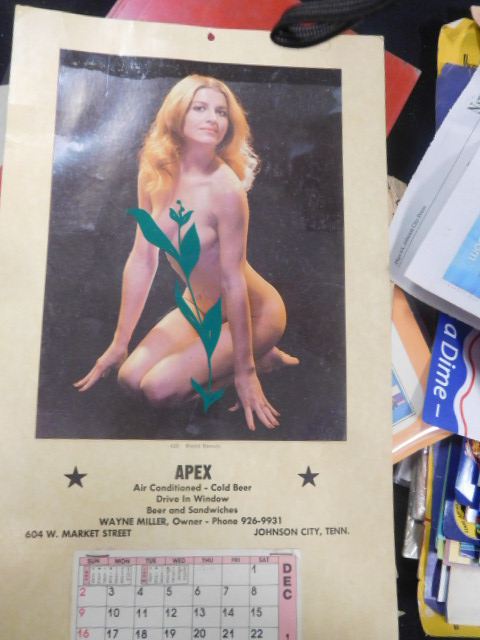 APEX
Air Conditioned - Cold Beer
Drive In Window
Beer and Sandwiches
WAYNE MILLER, Owner - Phone 926-9931
604 W. MARKET STREET JOHNSON CITY, TENN.
SUN MON TUE WED THU FRI SAT
DEC
1
2 3 4 5 6 7 8
9 10 11 12 13 14 15
16 17 18 19 20 21 22
a Dime –